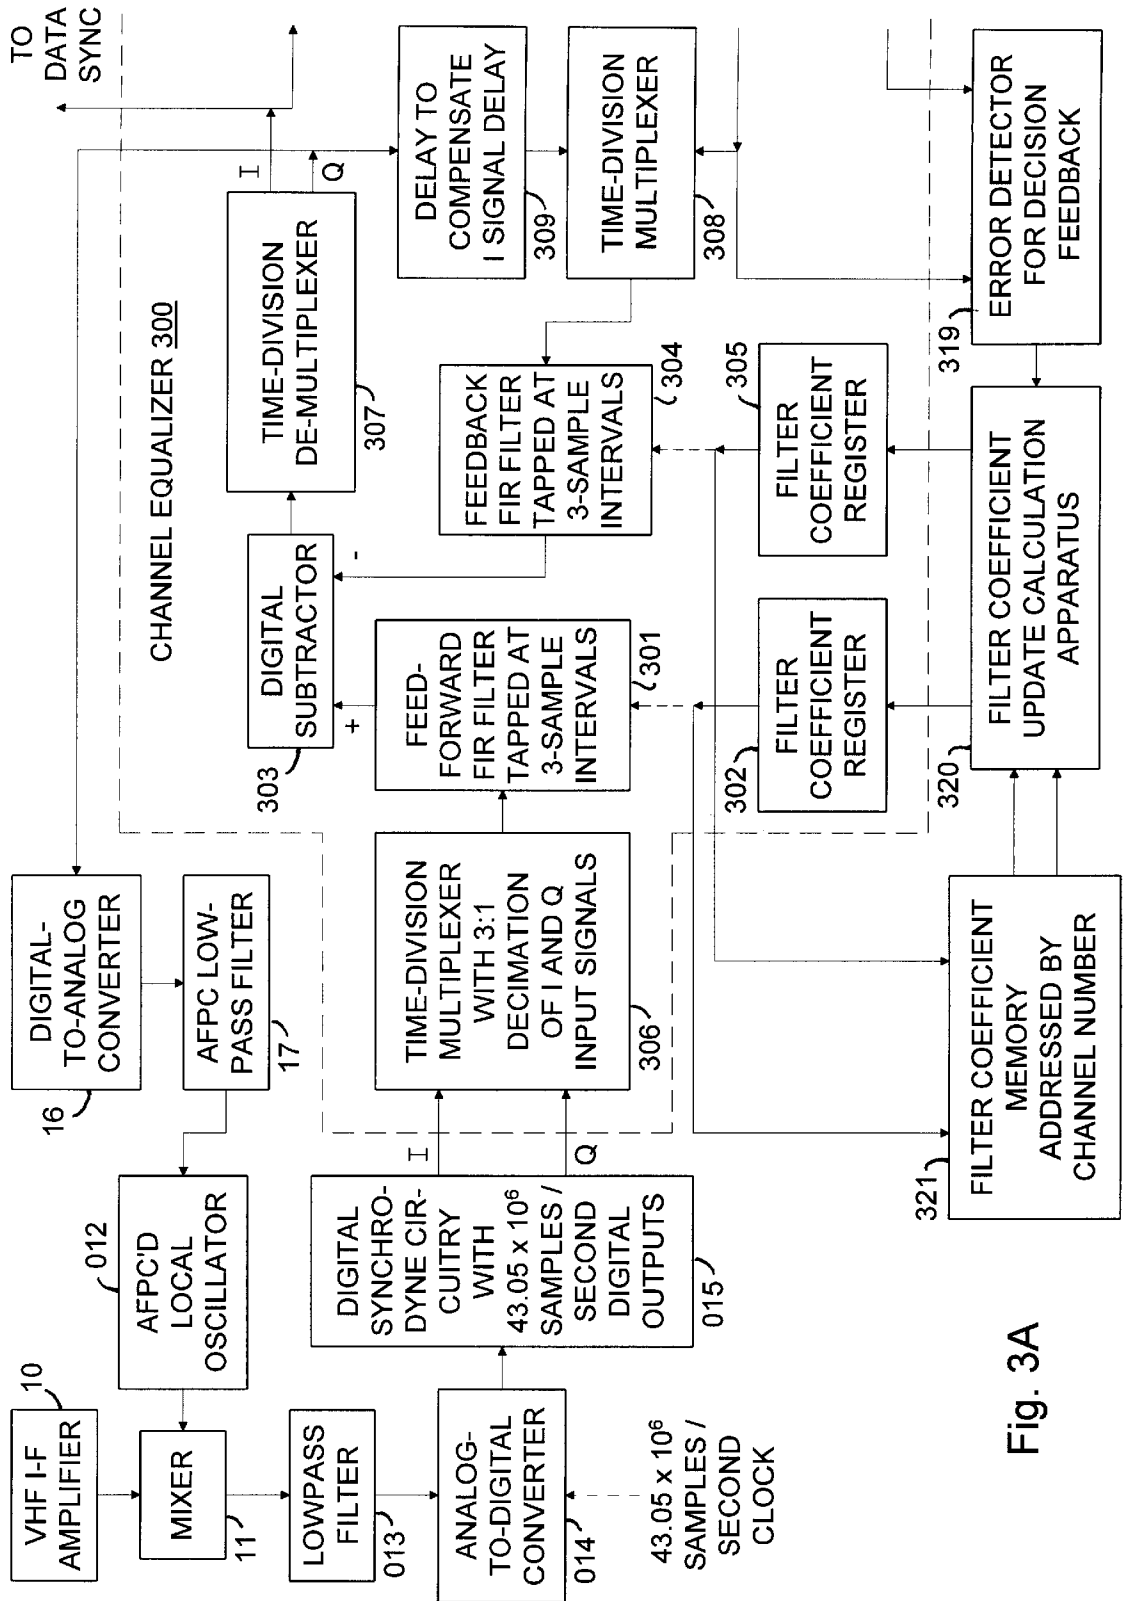 VHF I-F
AMPLIFIER
10
MIXER
11
LOWPASS
FILTER
013
ANALOG-
TO-DIGITAL
CONVERTER
014
43.05 x 10⁶
SAMPLES /
SECOND
CLOCK
AFPC'D
LOCAL
OSCILLATOR
012
DIGITAL
SYNCHRO-
DYNE CIR-
CUITRY WITH
43.05 x 10⁶
SAMPLES /
SECOND
DIGITAL
OUTPUTS
015
I
Q
DIGITAL-
TO-ANALOG
CONVERTER
16
AFPC LOW-
PASS FILTER
17
TIME-DIVISION
MULTIPLEXER
WITH 3:1
DECIMATION
OF I AND Q
INPUT SIGNALS
306
CHANNEL EQUALIZER 300
DIGITAL
SUBTRACTOR
303
+
-
FEED-
FORWARD
FIR FILTER
TAPPED AT
3-SAMPLE
INTERVALS
301
FILTER
COEFFICIENT
REGISTER
302
TIME-DIVISION
DE-MULTIPLEXER
307
I
Q
FEEDBACK
FIR FILTER
TAPPED AT
3-SAMPLE
INTERVALS
304
FILTER
COEFFICIENT
REGISTER
305
TO
DATA
SYNC
DELAY TO
COMPENSATE
I SIGNAL DELAY
309
TIME-DIVISION
MULTIPLEXER
308
ERROR DETECTOR
FOR DECISION
FEEDBACK
319
FILTER COEFFICIENT
UPDATE CALCULATION
APPARATUS
320
FILTER COEFFICIENT
MEMORY
ADDRESSED BY
CHANNEL NUMBER
321
Fig. 3A